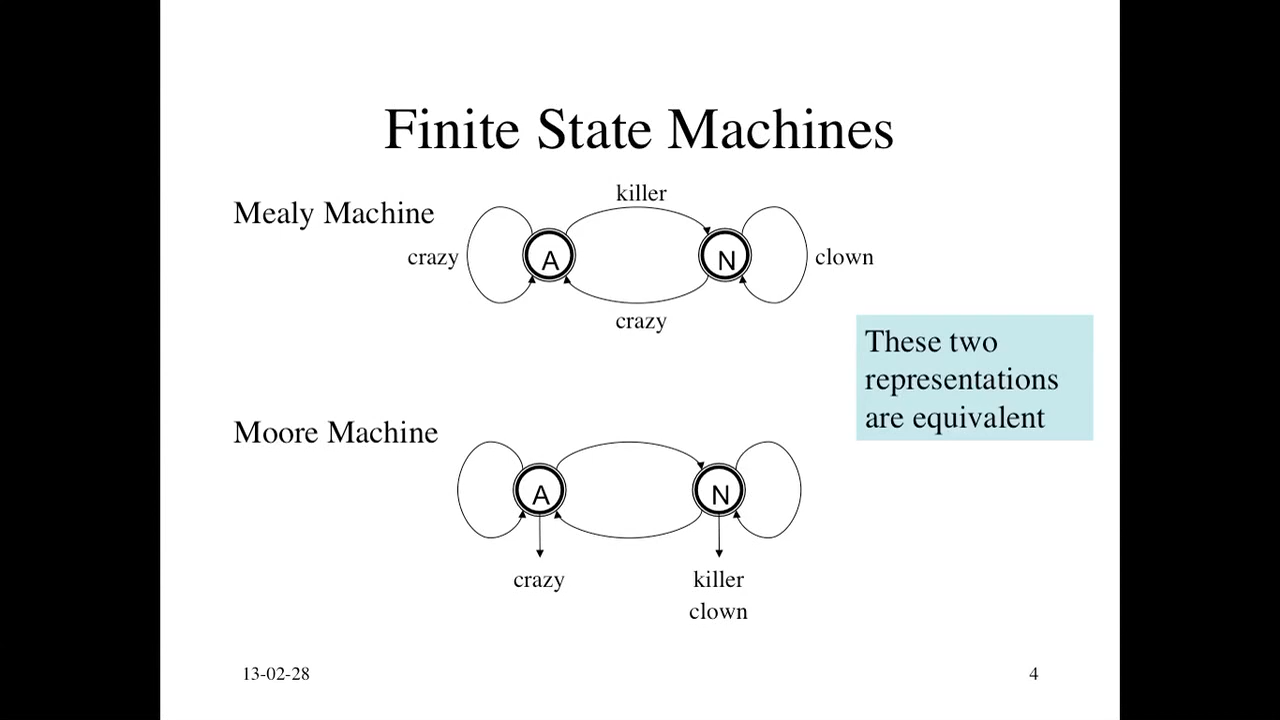 Finite State Machines
Mealy Machine
killer
crazy
A
N
clown
crazy
These two
representations
are equivalent
Moore Machine
A
N
crazy
killer
clown
13-02-28
4